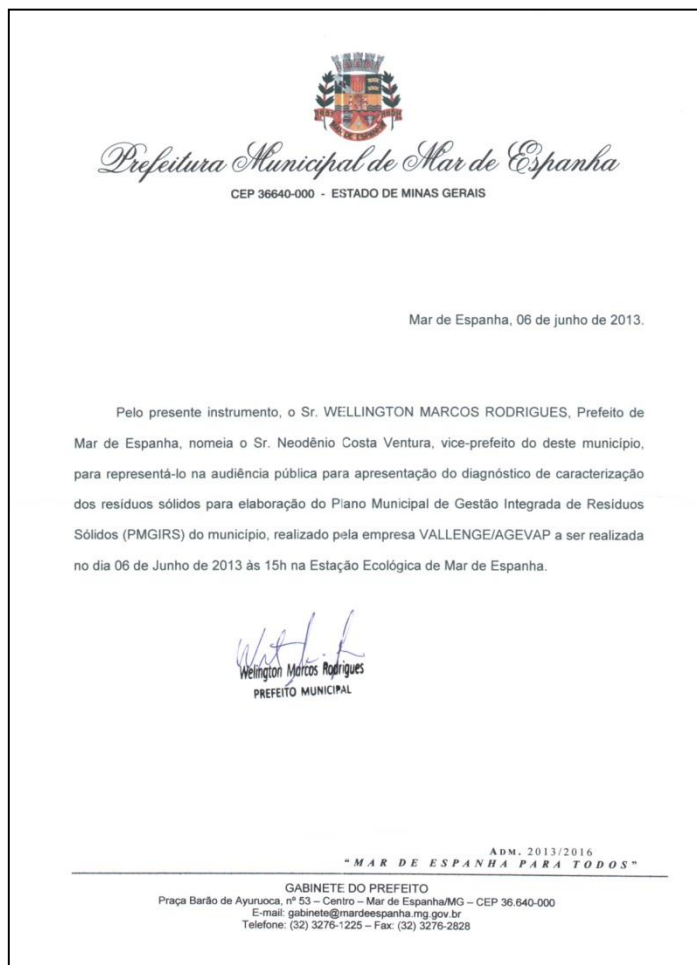 MAR DE ESPANHA
Prefeitura Municipal de Mar de Espanha
CEP 36640-000 - ESTADO DE MINAS GERAIS
Mar de Espanha, 06 de junho de 2013.
Pelo presente instrumento, o Sr. WELLINGTON MARCOS RODRIGUES, Prefeito de
Mar de Espanha, nomeia o Sr. Neodênio Costa Ventura, vice-prefeito do deste município,
para representá-lo na audiência pública para apresentação do diagnóstico de caracterização
dos resíduos sólidos para elaboração do Plano Municipal de Gestão Integrada de Resíduos
Sólidos (PMGIRS) do município, realizado pela empresa VALLENGE/AGEVAP a ser realizada
no dia 06 de Junho de 2013 às 15h na Estação Ecológica de Mar de Espanha.
Welington Marcos Rodrigues
PREFEITO MUNICIPAL
ADM. 2013/2016
"MAR DE ESPANHA PARA TODOS"
GABINETE DO PREFEITO
Praça Barão de Ayuruoca, nº 53 – Centro – Mar de Espanha/MG – CEP 36.640-000
E-mail: gabinete@mardeespanha.mg.gov.br
Telefone: (32) 3276-1225 – Fax: (32) 3276-2828